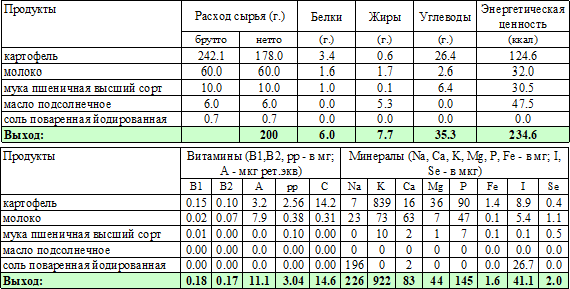 Продукты Расход сырья (г.) Белки Жиры Углеводы Энергетическая ценность
брутто нетто (г.) (г.) (г.) (ккал)
картофель 242.1 178.0 3.4 0.6 26.4 124.6
молоко 60.0 60.0 1.6 1.7 2.6 32.0
мука пшеничная высший сорт 10.0 10.0 1.0 0.1 6.4 30.5
масло подсолнечное 6.0 6.0 0.0 5.3 0.0 47.5
соль поваренная йодированная 0.7 0.7 0.0 0.0 0.0 0.0
Выход: 200 6.0 7.7 35.3 234.6
Продукты Витамины (B1,B2, pp - в мг; Минералы (Na, Ca, K, Mg, P, Fe - в мг; I,
А - мкг рет.экв) Se - в мкг)
B1 B2 A pp C Na K Ca Mg P Fe I Se
картофель 0.15 0.10 3.2 2.56 14.2 7 839 16 36 90 1.4 8.9 0.4
молоко 0.02 0.07 7.9 0.38 0.31 23 73 63 7 47 0.1 5.4 1.1
мука пшеничная высший сорт 0.01 0.00 0.0 0.10 0.00 0 10 2 1 7 0.1 0.1 0.5
масло подсолнечное 0.00 0.00 0.0 0.00 0.00 0 0 0 0 0 0.0 0.0 0.0
соль поваренная йодированная 0.00 0.00 0.0 0.00 0.00 196 0 2 0 0 0.0 26.7 0.0
Выход: 0.18 0.17 11.1 3.04 14.6 226 922 83 44 145 1.6 41.1 2.0